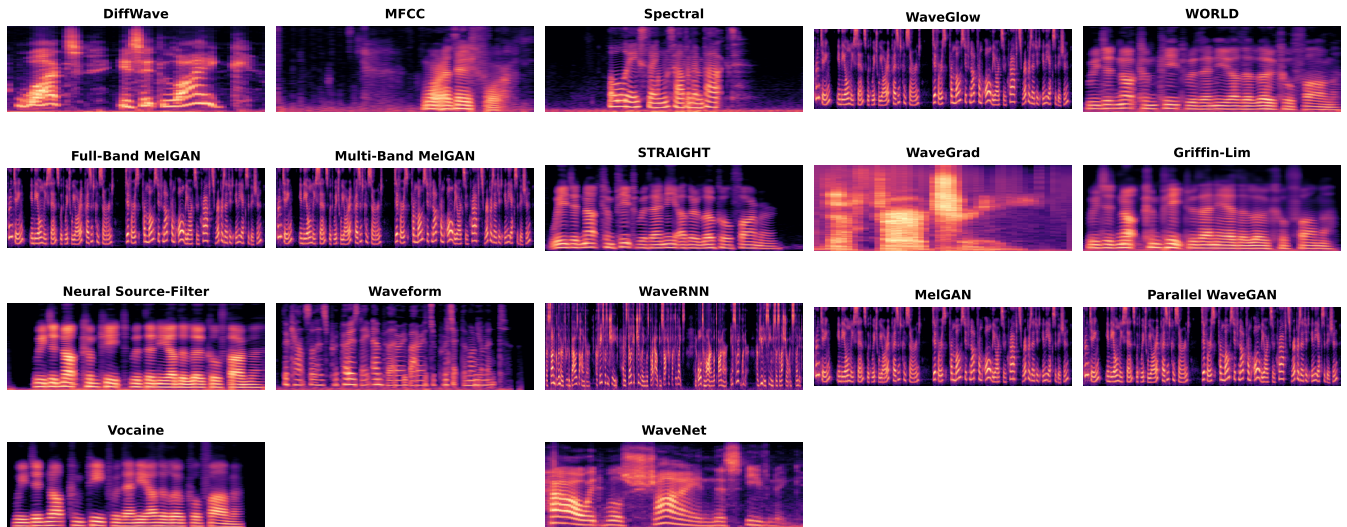 DiffWave
MFCC
Spectral
WaveGlow
WORLD
Full-Band MelGAN
Multi-Band MelGAN
STRAIGHT
WaveGrad
Griffin-Lim
Neural Source-Filter
Waveform
WaveRNN
MelGAN
Parallel WaveGAN
Vocaine
WaveNet